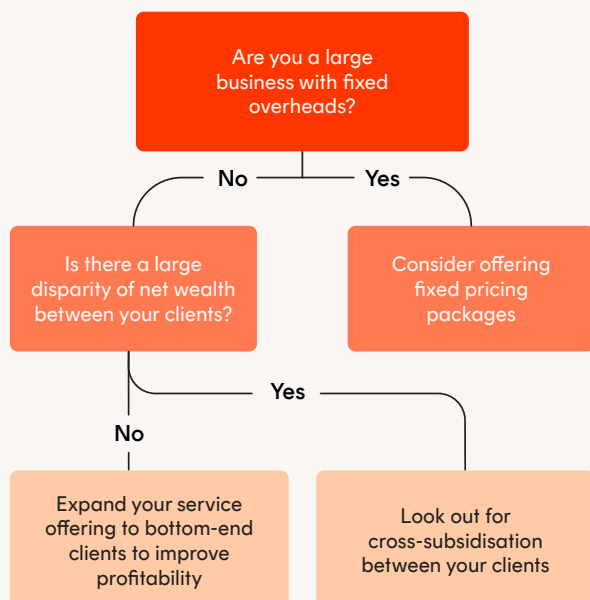 Are you a large
business with fixed
overheads?
No
Yes
Is there a large
disparity of net wealth
between your clients?
Consider offering
fixed pricing
packages
Yes
No
Expand your service
offering to bottom-end
clients to improve
profitability
Look out for
cross-subsidisation
between your clients